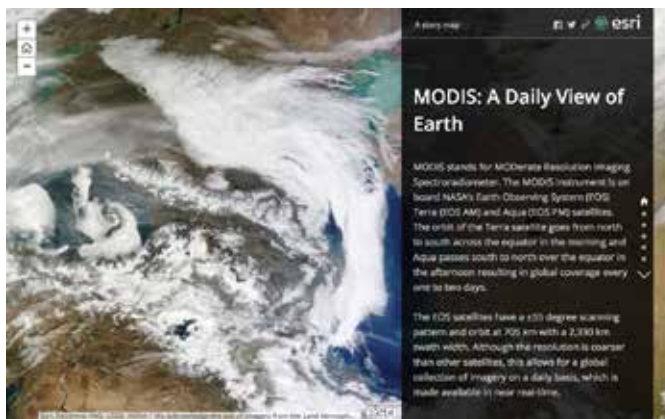 A story map
esri
MODIS: A Daily View of
Earth
MODIS stands for MODerate Resolution Imaging
Spectroradiometer. The MODIS instrument is on
board NASA's Earth Observing System (EOS)
Terra (EOS AM) and Aqua (EOS PM) satellites.
The orbit of the Terra satellite goes from north
to south across the equator in the morning and
Aqua passes south to north over the equator in
the afternoon resulting in global coverage every
one to two days.
The EOS satellites have a ±55 degree scanning
pattern and orbit at 705 km with a 2,330 km
swath width. Although the resolution is coarser
than other satellites, this allows for a global
collection of imagery on a daily basis, which is
made available in near real-time.
esri